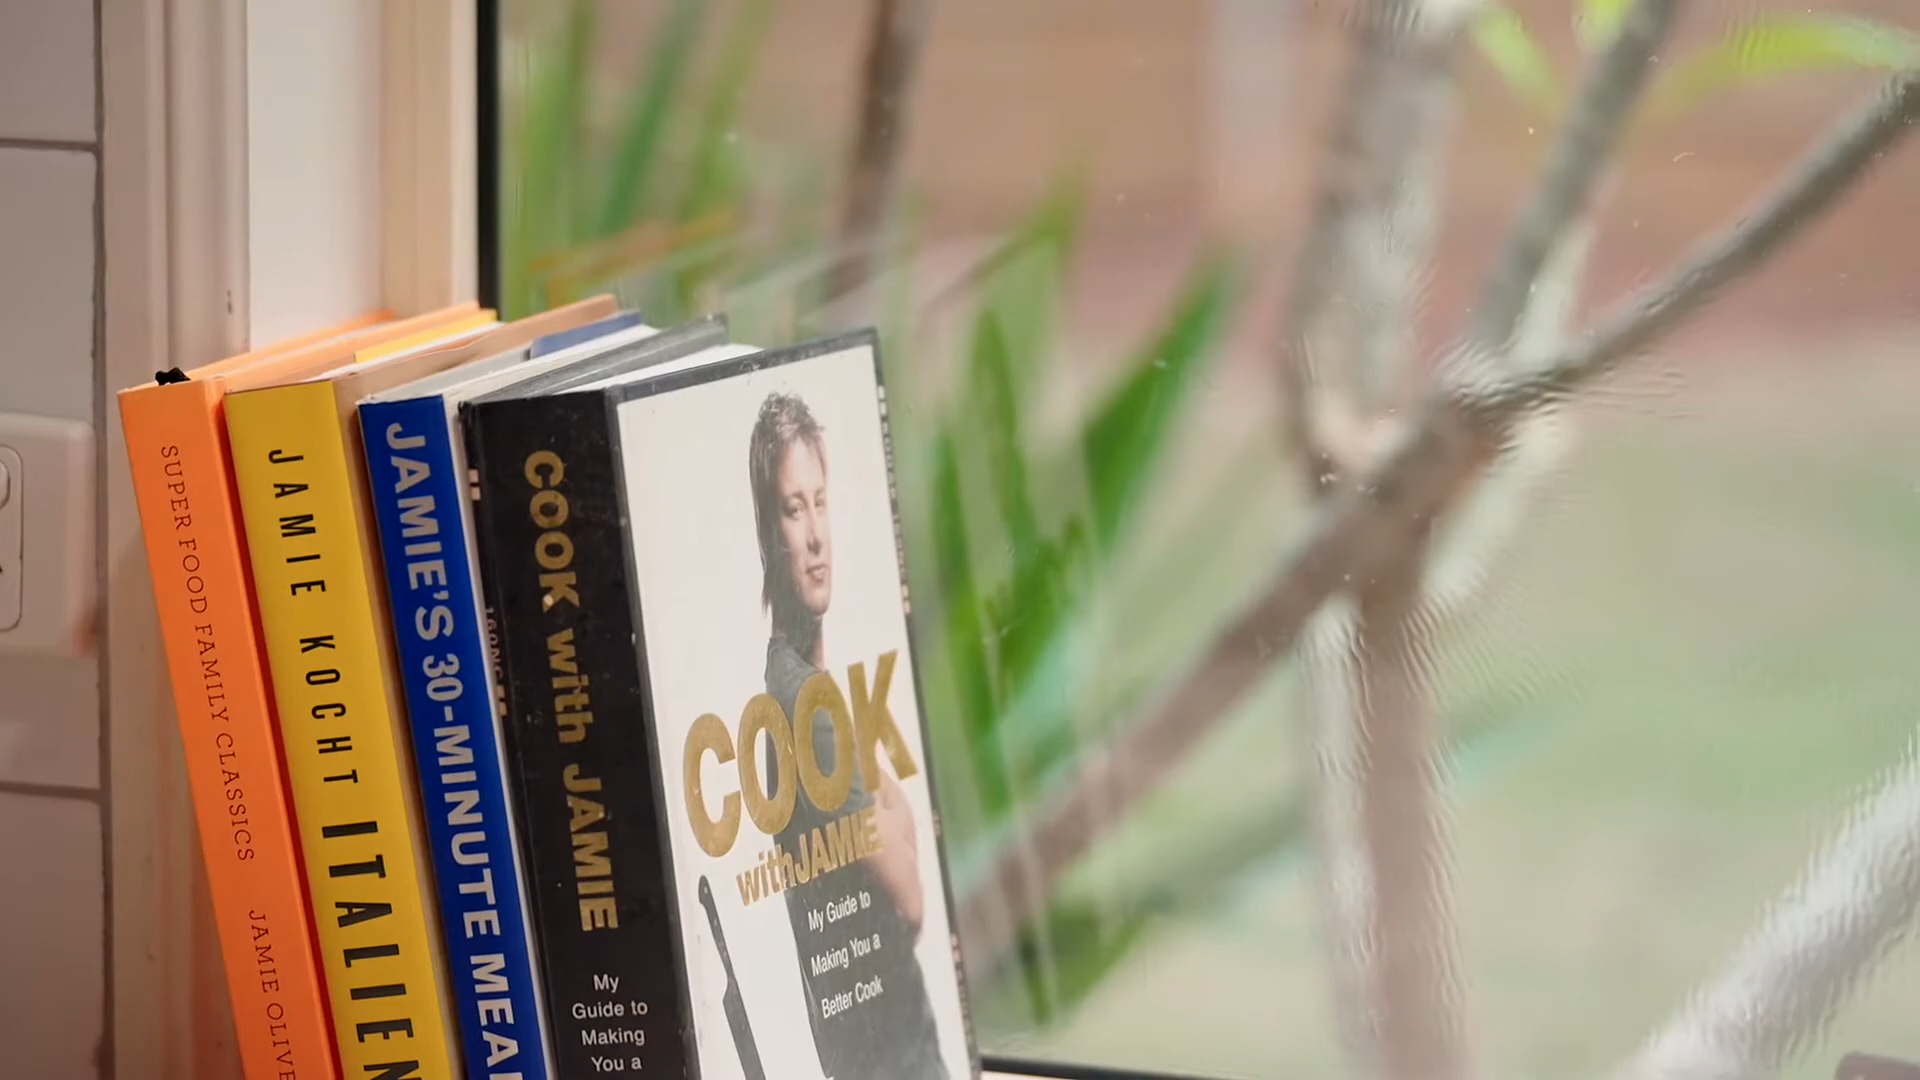 SUPER FOOD FAMILY CLASSICS JAMIE OLIVE
JAMIE KOCHT ITALIEN
JAMIE'S 30-MINUTE MEA
COOK with JAMIE
My
Guide to
Making
You a
COOK
with JAMIE
My Guide to
Making You a
Better Cook